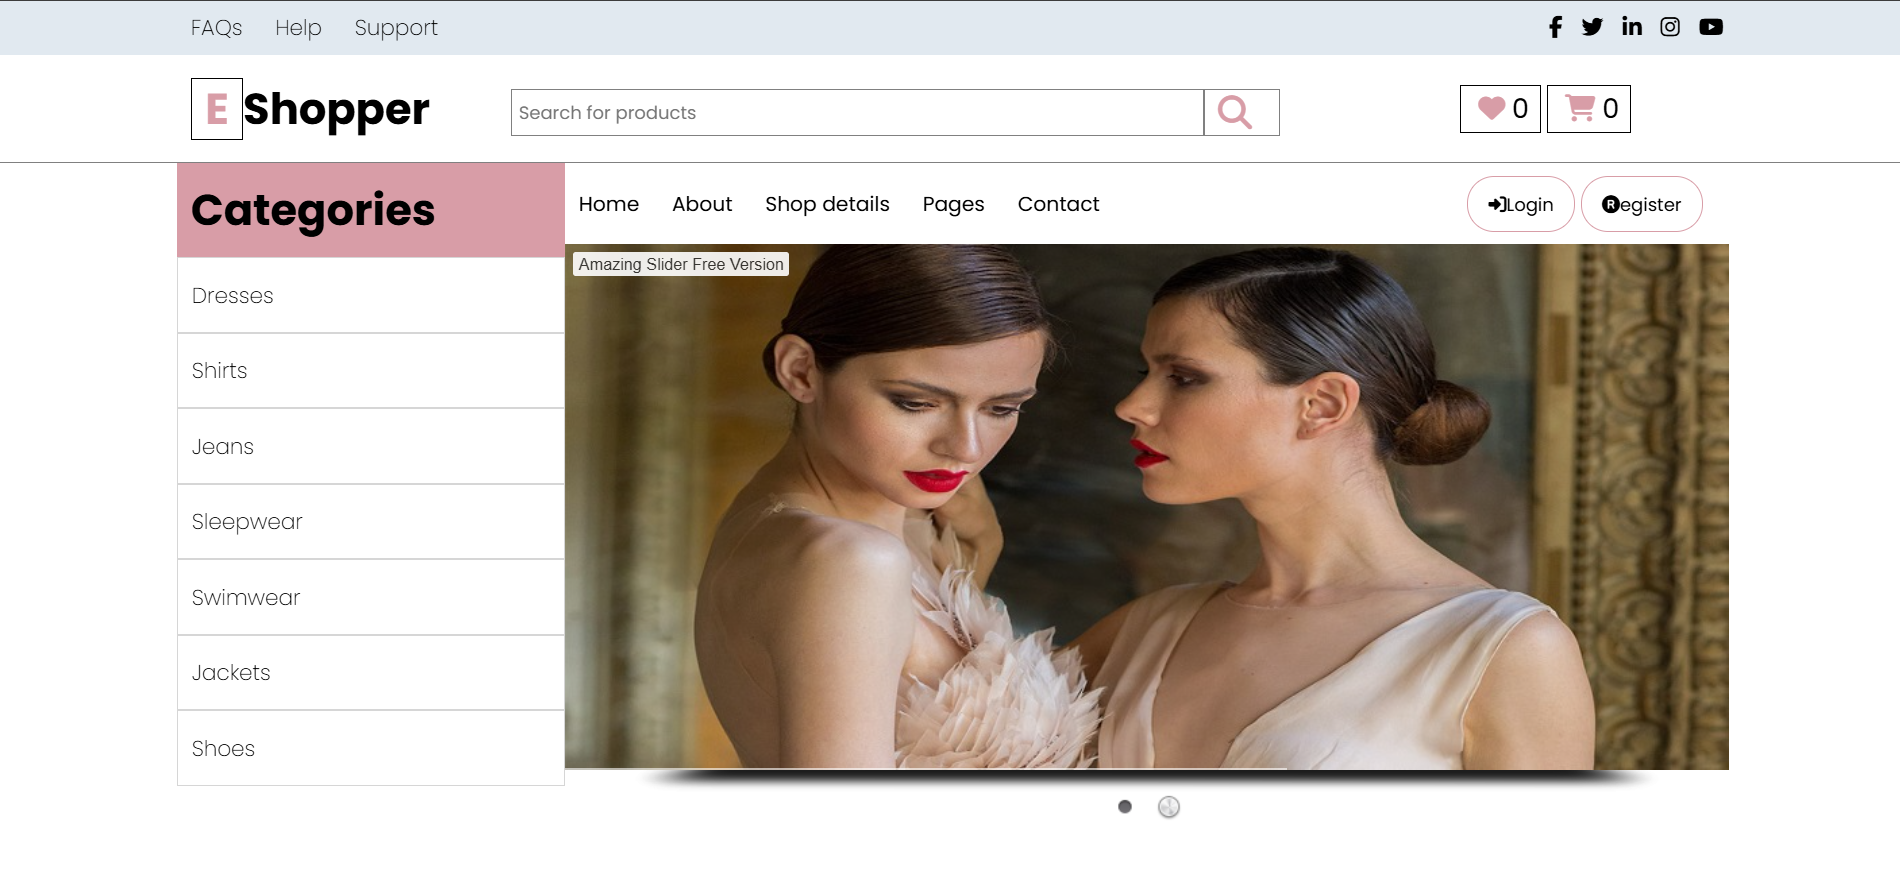 FAQs Help Support
E Shopper
Search for products
0 0
Categories
Home About Shop details Pages Contact
Login Register
Amazing Slider Free Version
Dresses
Shirts
Jeans
Sleepwear
Swimwear
Jackets
Shoes